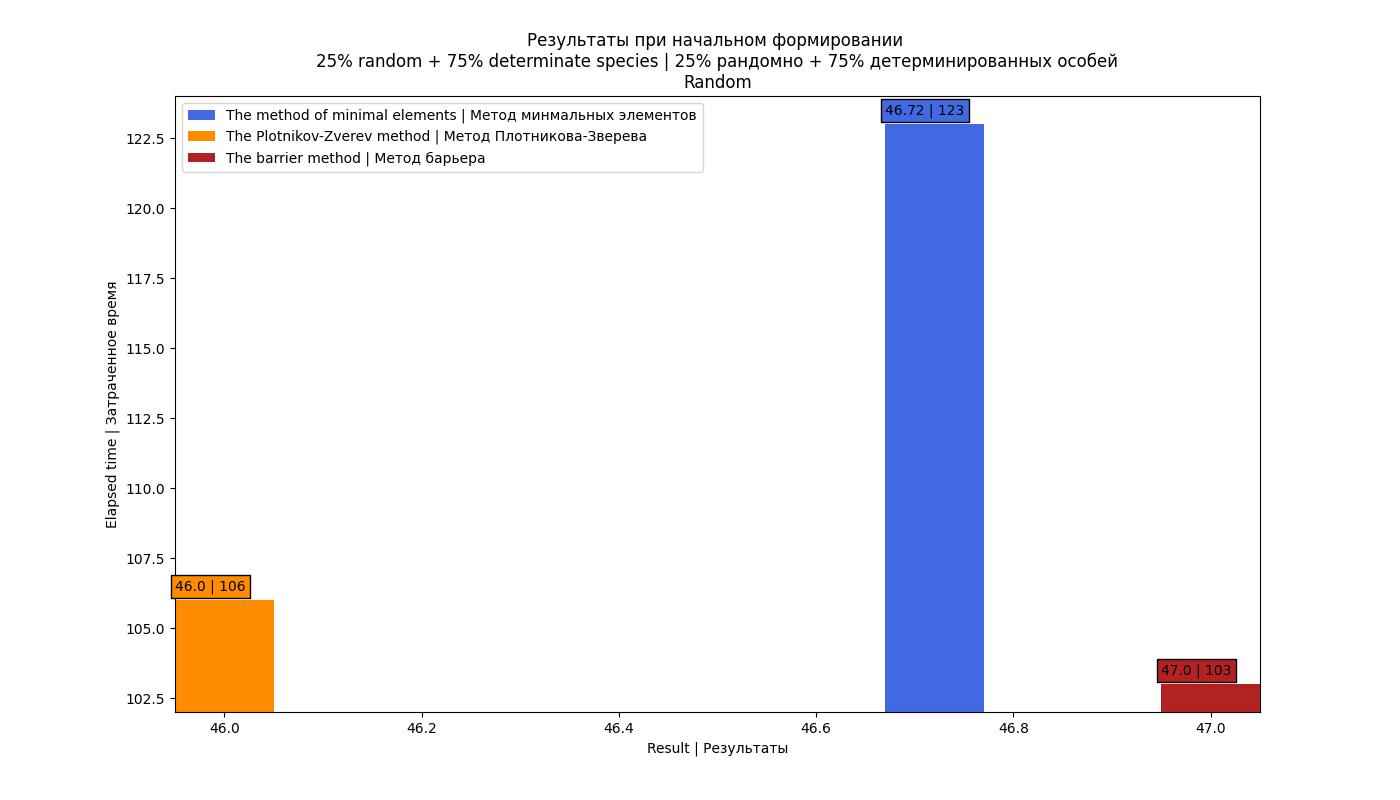 Результаты при начальном формировании
25% random + 75% determinate species | 25% рандомно + 75% детерминированных особей
Random
The method of minimal elements | Метод минмальных элементов
The Plotnikov-Zverev method | Метод Плотникова-Зверева
The barrier method | Метод барьера
46.72 | 123
46.0 | 106
47.0 | 103
Elapsed time | Затраченное время
122.5
120.0
117.5
115.0
112.5
110.0
107.5
105.0
102.5
46.0
46.2
46.4
46.6
46.8
47.0
Result | Результаты